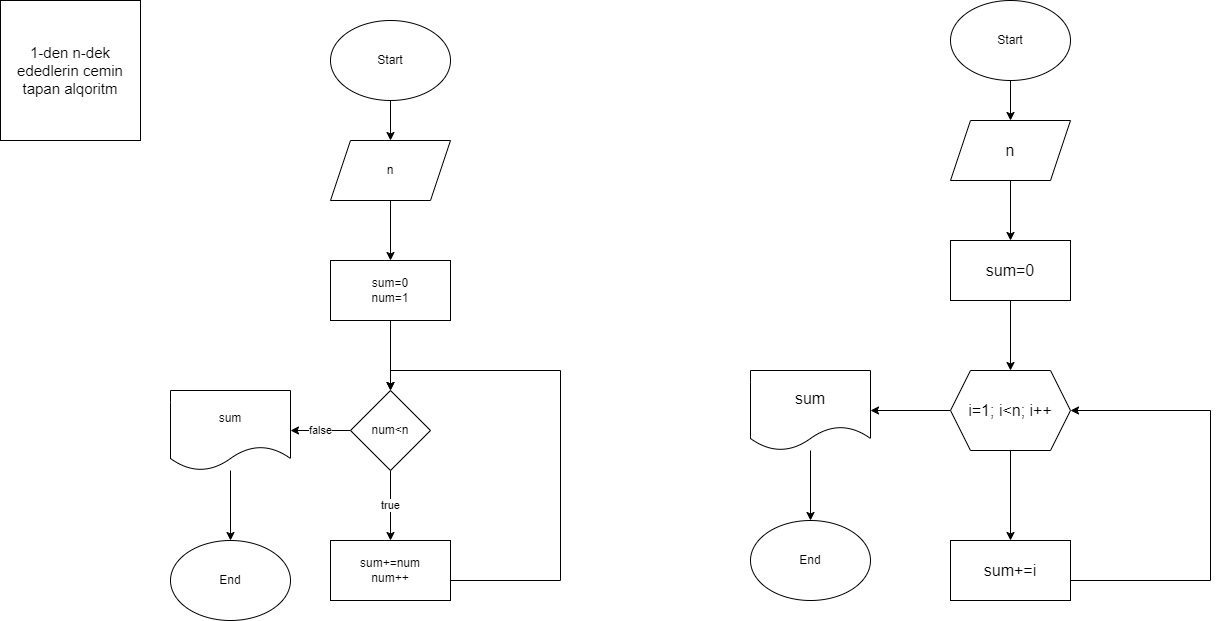 1-den n-dek
ededlerin cemin
tapan alqoritm
Start
n
sum=0
num=1
num<n
false
sum
End
true
sum+=num
num++
Start
n
sum=0
i=1; i<n; i++
sum
End
sum+=i